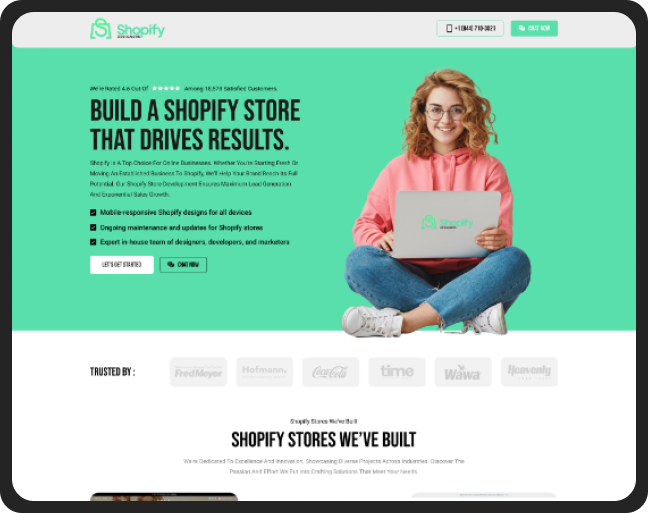 Shopify
+1 (844) 710-3023
CHAT NOW
We're Rated 4.6 Out Of ★★★★★ Among 18,573 Satisfied Customers.
BUILD A SHOPIFY STORE
THAT DRIVES RESULTS.
Shopify Is A Top Choice For Online Businesses. Whether You're Starting Fresh Or
Moving An Established Business To Shopify, We'll Help Your Brand Reach Its Full
Potential. Our Shopify Store Development Ensures Maximum Lead Generation
And Exponential Sales Growth.
Mobile-responsive Shopify designs for all devices
Ongoing maintenance and updates for Shopify stores
Expert in-house team of designers, developers, and marketers
LET'S GET STARTED
CHAT NOW
Shopify
TRUSTED BY :
FredMeyer
Hofmann.
Coca-Cola
time
Wawa
Heavenly
Shopify Stores We've Built
SHOPIFY STORES WE'VE BUILT
We're Dedicated To Excellence And Innovation. Showcasing Diverse Projects Across Industries. Discover The
Passion And Effort We Put Into Crafting Solutions That Meet Your Needs.